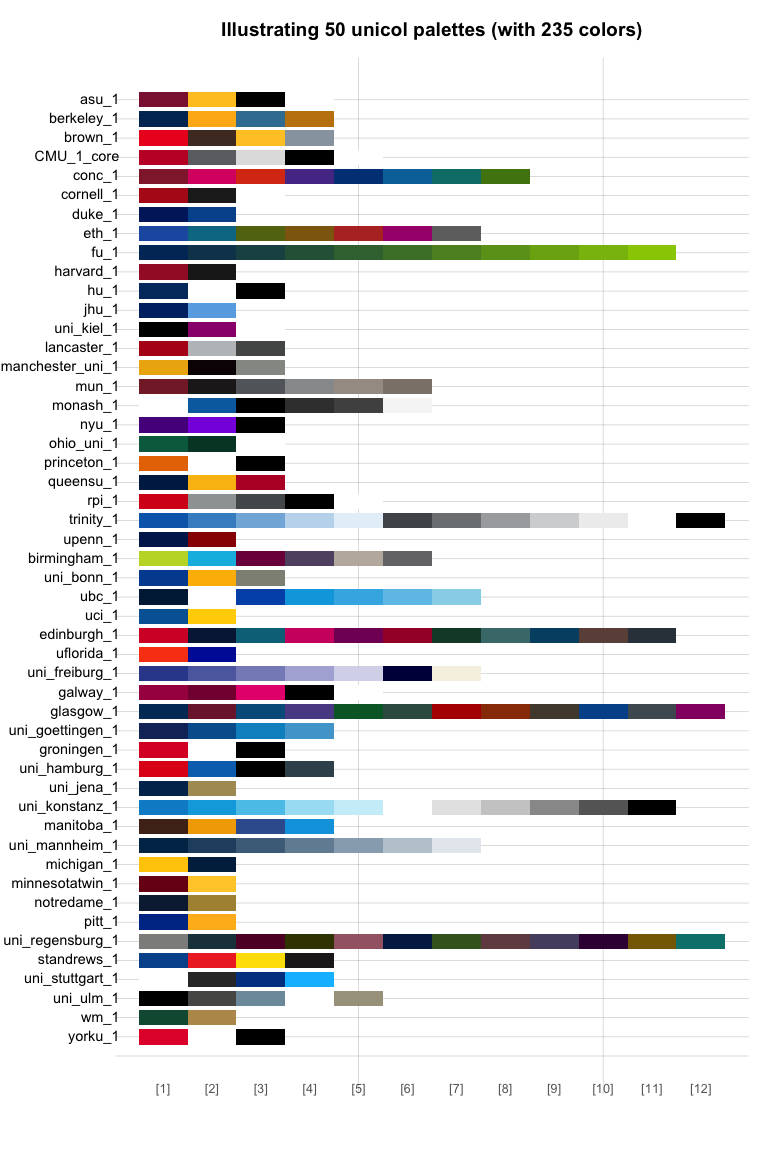 Illustrating 50 unicol palettes (with 235 colors)
asu_1
berkeley_1
brown_1
CMU_1_core
conc_1
cornell_1
duke_1
eth_1
fu_1
harvard_1
hu_1
jhu_1
uni_kiel_1
lancaster_1
manchester_uni_1
mun_1
monash_1
nyu_1
ohio_uni_1
princeton_1
queensu_1
rpi_1
trinity_1
upenn_1
birmingham_1
uni_bonn_1
ubc_1
uci_1
edinburgh_1
uflorida_1
uni_freiburg_1
galway_1
glasgow_1
uni_goettingen_1
groningen_1
uni_hamburg_1
uni_jena_1
uni_konstanz_1
manitoba_1
uni_mannheim_1
michigan_1
minnesotatwin_1
notredame_1
pitt_1
uni_regensburg_1
standrews_1
uni_stuttgart_1
uni_ulm_1
wm_1
yorku_1
[1] [2] [3] [4] [5] [6] [7] [8] [9] [10] [11] [12]